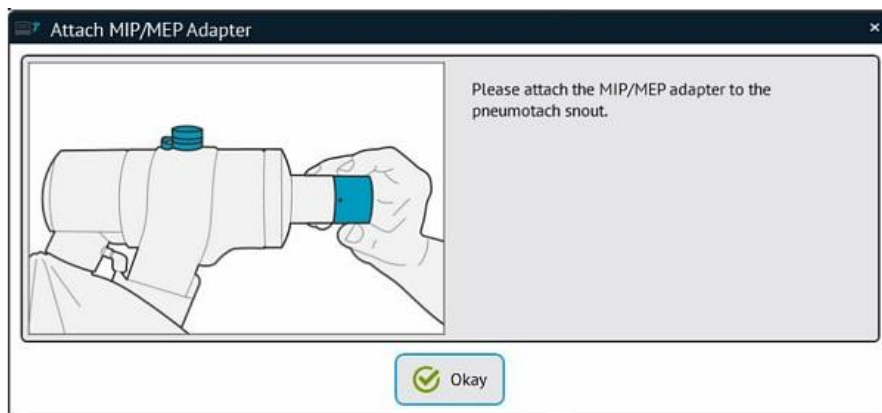 Attach MIP/MEP Adapter
Please attach the MIP/MEP adapter to the
pneumotach snout.
Okay